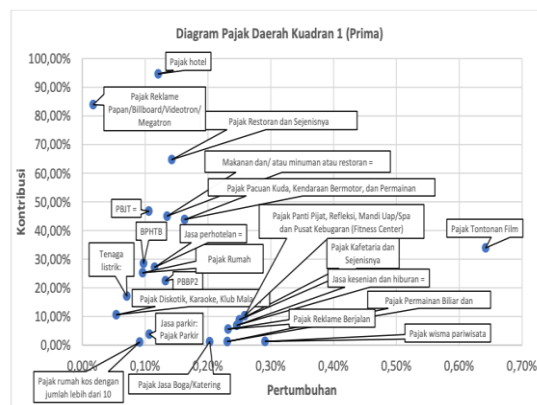 Diagram Pajak Daerah Kuadran 1 (Prima)
100,00%
90,00%
80,00%
70,00%
60,00%
50,00%
40,00%
30,00%
20,00%
10,00%
0,00%
Kontribusi
Pajak hotel
Pajak Reklame
Papan/Billboard/Videotron/
Megatron
Pajak Restoran dan Sejenisnya
Makanan dan/ atau minuman atau restoran =
Pajak Pacuan Kuda, Kendaraan Bermotor, dan Permainan
PBJT =
BPHTB
Jasa perhotelan =
Pajak Panti Pijat, Refleksi, Mandi Uap/Spa
dan Pusat Kebugaran (Fitness Center)
Pajak Tontonan Film
Tenaga
listrik:
Pajak Rumah
Pajak Kafetaria dan
Sejenisnya
PBBP2
Jasa kesenian dan hiburan =
Pajak Diskotik, Karaoke, Klub Malam
Pajak Permainan Biliar dan
Jasa parkir:
Pajak Parkir
Pajak Reklame Berjalan
Pajak wisma pariwisata
Pajak rumah kos dengan
jumlah lebih dari 10
Pajak Jasa Boga/Katering
0,00%
0,10%
0,20%
0,30%
0,40%
0,50%
0,60%
0,70%
Pertumbuhan